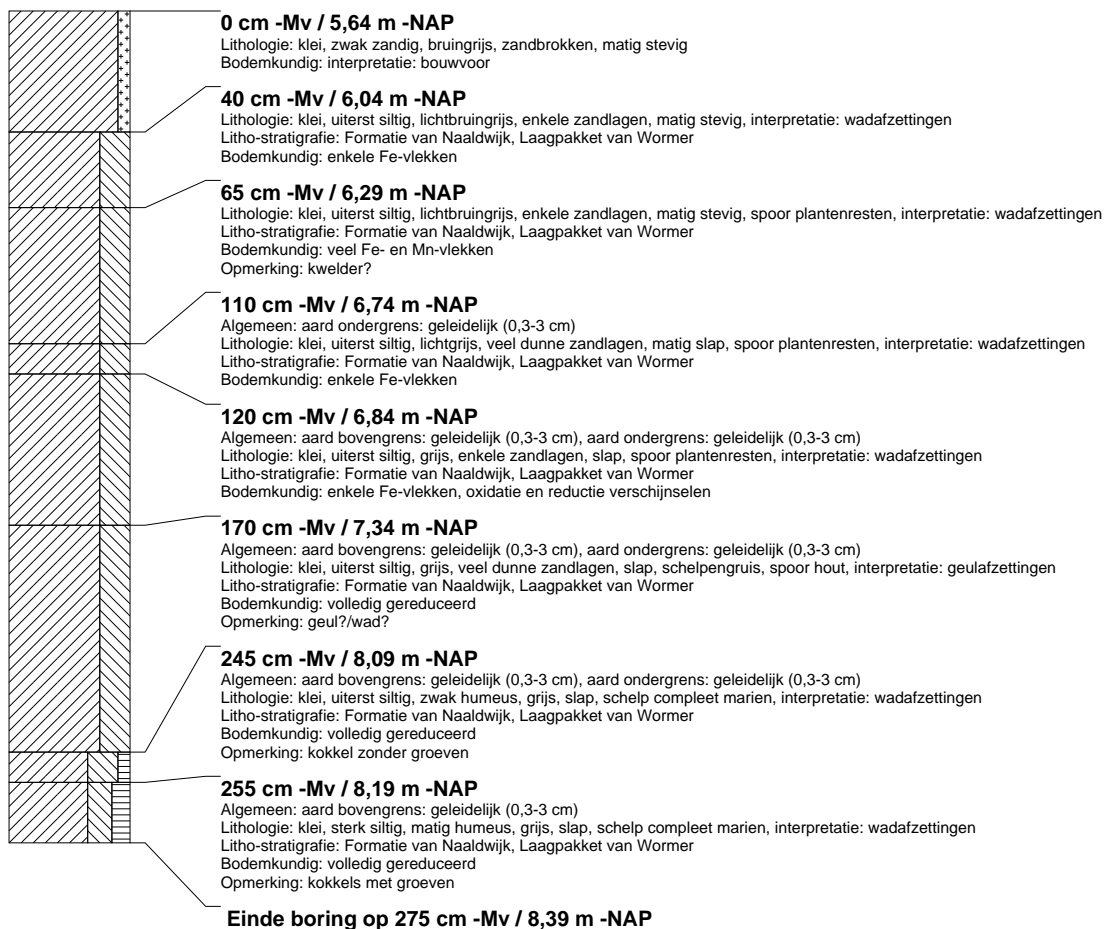 0 cm -Mv / 5,64 m -NAP
Lithologie: klei, zwak zandig, bruingrijs, zandbrokken, matig stevig
Bodemkundig: interpretatie: bouwvoor
40 cm -Mv / 6,04 m -NAP
Lithologie: klei, uiterst siltig, lichtbruingrijs, enkele zandlagen, matig stevig, interpretatie: wadafzettingen
Litho-stratigrafie: Formatie van Naaldwijk, Laagpakket van Wormer
Bodemkundig: enkele Fe-vlekken
65 cm -Mv / 6,29 m -NAP
Lithologie: klei, uiterst siltig, lichtbruingrijs, enkele zandlagen, matig stevig, spoor plantenresten, interpretatie: wadafzettingen
Litho-stratigrafie: Formatie van Naaldwijk, Laagpakket van Wormer
Bodemkundig: veel Fe- en Mn-vlekken
Opmerking: kwelder?
110 cm -Mv / 6,74 m -NAP
Algemeen: aard ondergrens: geleidelijk (0,3-3 cm)
Lithologie: klei, uiterst siltig, lichtgrijs, veel dunne zandlagen, matig slap, spoor plantenresten, interpretatie: wadafzettingen
Litho-stratigrafie: Formatie van Naaldwijk, Laagpakket van Wormer
Bodemkundig: enkele Fe-vlekken
120 cm -Mv / 6,84 m -NAP
Algemeen: aard bovengrens: geleidelijk (0,3-3 cm), aard ondergrens: geleidelijk (0,3-3 cm)
Lithologie: klei, uiterst siltig, grijs, enkele zandlagen, slap, spoor plantenresten, interpretatie: wadafzettingen
Litho-stratigrafie: Formatie van Naaldwijk, Laagpakket van Wormer
Bodemkundig: enkele Fe-vlekken, oxidatie en reductie verschijnselen
170 cm -Mv / 7,34 m -NAP
Algemeen: aard bovengrens: geleidelijk (0,3-3 cm), aard ondergrens: geleidelijk (0,3-3 cm)
Lithologie: klei, uiterst siltig, grijs, veel dunne zandlagen, slap, schelpengruis, spoor hout, interpretatie: geulafzettingen
Litho-stratigrafie: Formatie van Naaldwijk, Laagpakket van Wormer
Bodemkundig: volledig gereduceerd
Opmerking: geul?/wad?
245 cm -Mv / 8,09 m -NAP
Algemeen: aard bovengrens: geleidelijk (0,3-3 cm), aard ondergrens: geleidelijk (0,3-3 cm)
Lithologie: klei, uiterst siltig, zwak humeus, grijs, slap, schelp compleet marien, interpretatie: wadafzettingen
Litho-stratigrafie: Formatie van Naaldwijk, Laagpakket van Wormer
Bodemkundig: volledig gereduceerd
Opmerking: kokkel zonder groeven
255 cm -Mv / 8,19 m -NAP
Algemeen: aard bovengrens: geleidelijk (0,3-3 cm)
Lithologie: klei, sterk siltig, matig humeus, grijs, slap, schelp compleet marien, interpretatie: wadafzettingen
Litho-stratigrafie: Formatie van Naaldwijk, Laagpakket van Wormer
Bodemkundig: volledig gereduceerd
Opmerking: kokkels met groeven
Einde boring op 275 cm -Mv / 8,39 m -NAP